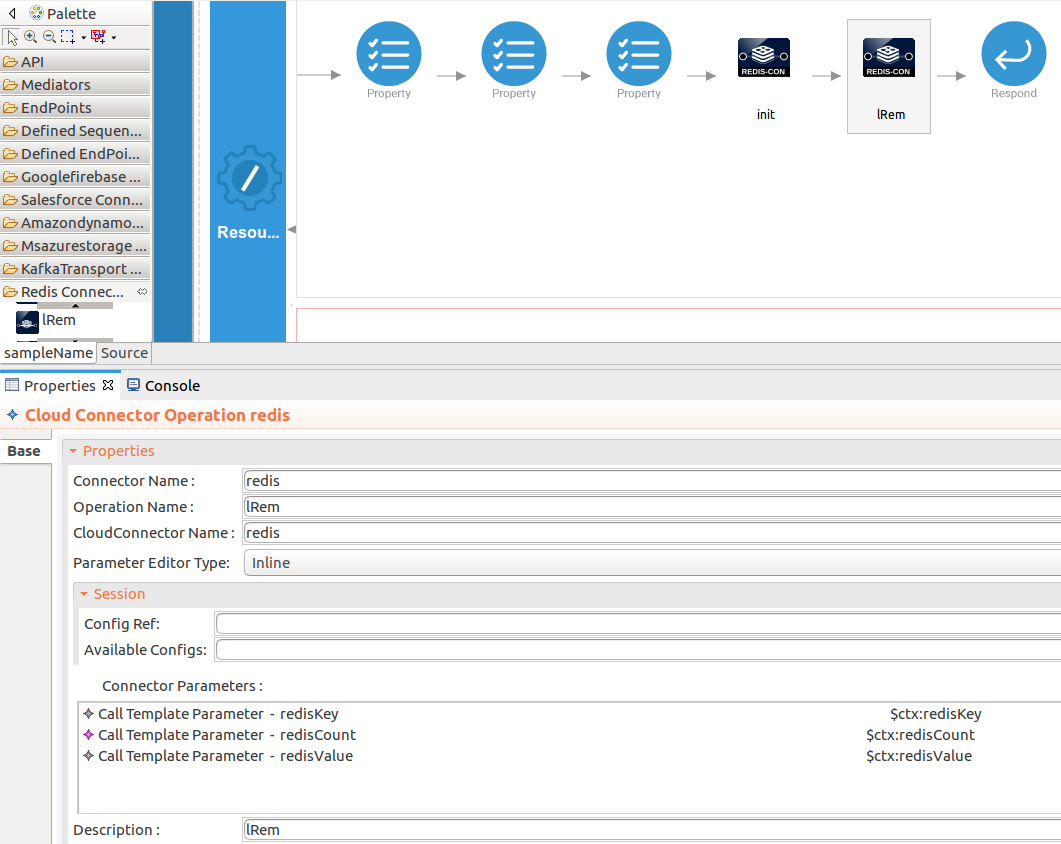 Palette
API
Mediators
EndPoints
Defined Sequen...
Defined EndPoi...
Googlefirebase ...
Salesforce Conn...
Amazondynamo...
Msazurestorage ...
KafkaTransport ...
Redis Connec...
lRem
Resou...
Property
Property
Property
REDIS-CON
init
REDIS-CON
lRem
Respond
sampleName
Source
Properties
Console
Cloud Connector Operation redis
Base
Properties
Connector Name : redis
Operation Name : lRem
CloudConnector Name : redis
Parameter Editor Type: Inline
Session
Config Ref:
Available Configs:
Connector Parameters :
Call Template Parameter - redisKey $ctx:redisKey
Call Template Parameter - redisCount $ctx:redisCount
Call Template Parameter - redisValue $ctx:redisValue
Description : lRem